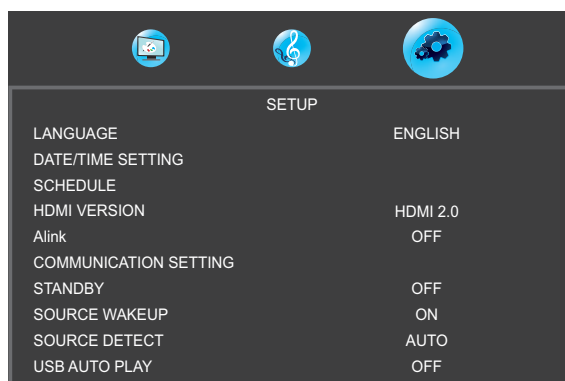 SETUP
LANGUAGE ENGLISH
DATE/TIME SETTING
SCHEDULE
HDMI VERSION HDMI 2.0
Alink OFF
COMMUNICATION SETTING
STANDBY OFF
SOURCE WAKEUP ON
SOURCE DETECT AUTO
USB AUTO PLAY OFF